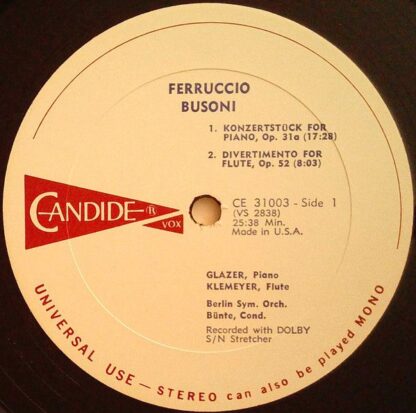 FERRUCCIO
BUSONI
1. KONZERTSTÜCK FOR
PIANO, Op. 31a (17:28)
2. DIVERTIMENTO FOR
FLUTE, Op. 52 (8:03)
CANDIDE ®
VOX
CE 31003 - Side 1
(VS 2838)
25:38 Min.
Made in U.S.A.
GLAZER, Piano
KLEMEYER, Flute
Berlin Sym. Orch.
Bünte, Cond.
Recorded with DOLBY
S/N Stretcher
UNIVERSAL USE — STEREO can also be played MONO